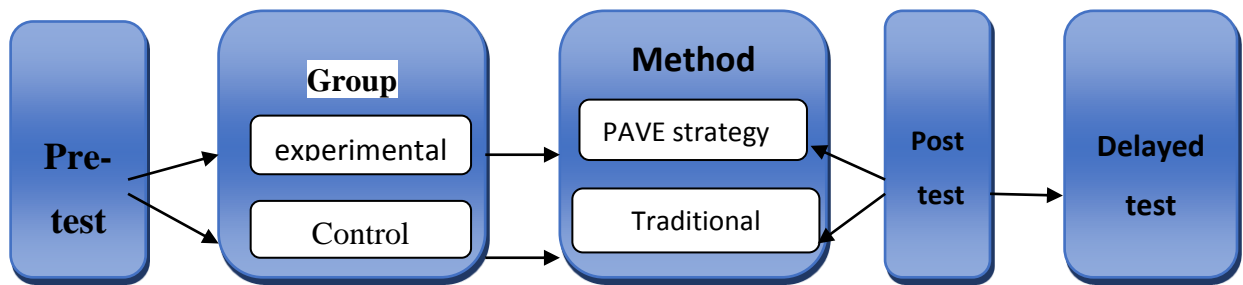 Pre-
test
Group
experimental
Control
Method
PAVE strategy
Traditional
Post
test
Delayed
test